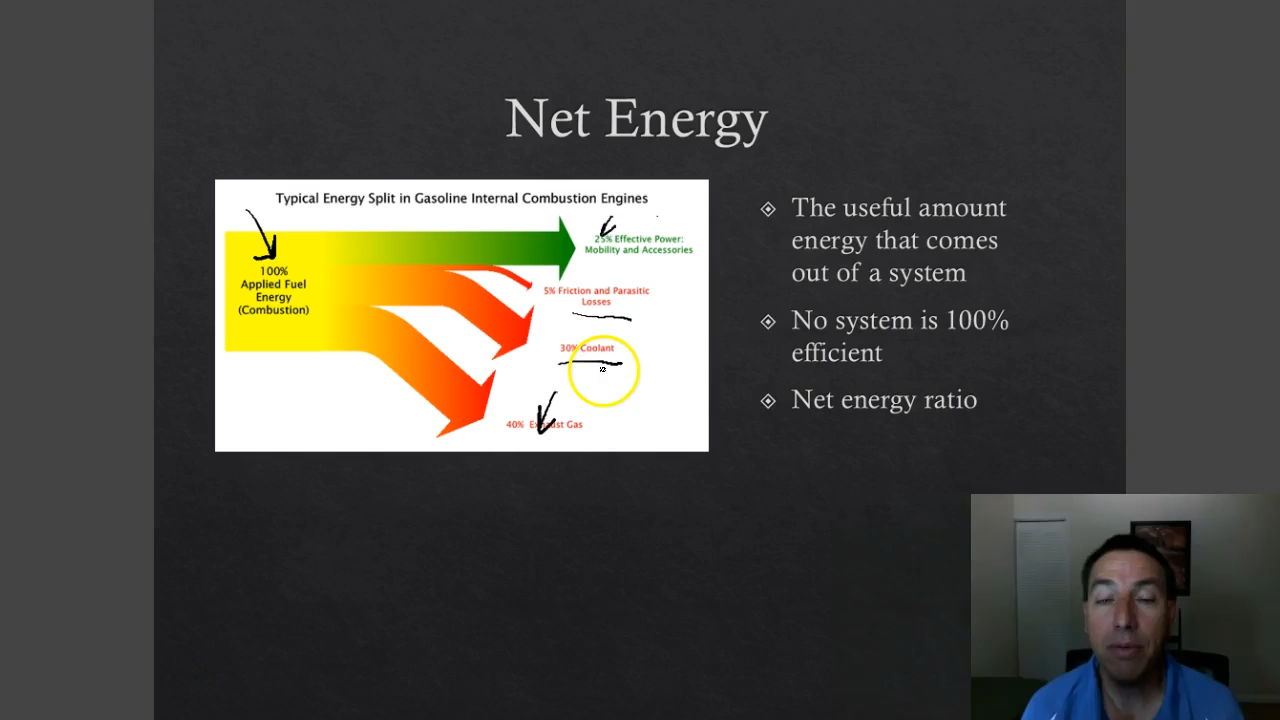 Net Energy
Typical Energy Split in Gasoline Internal Combustion Engines
100%
Applied Fuel
Energy
(Combustion)
25% Effective Power:
Mobility and Accessories
5% Friction and Parasitic
Losses
30% Coolant
40% Exhaust Gas
The useful amount
energy that comes
out of a system
No system is 100%
efficient
Net energy ratio